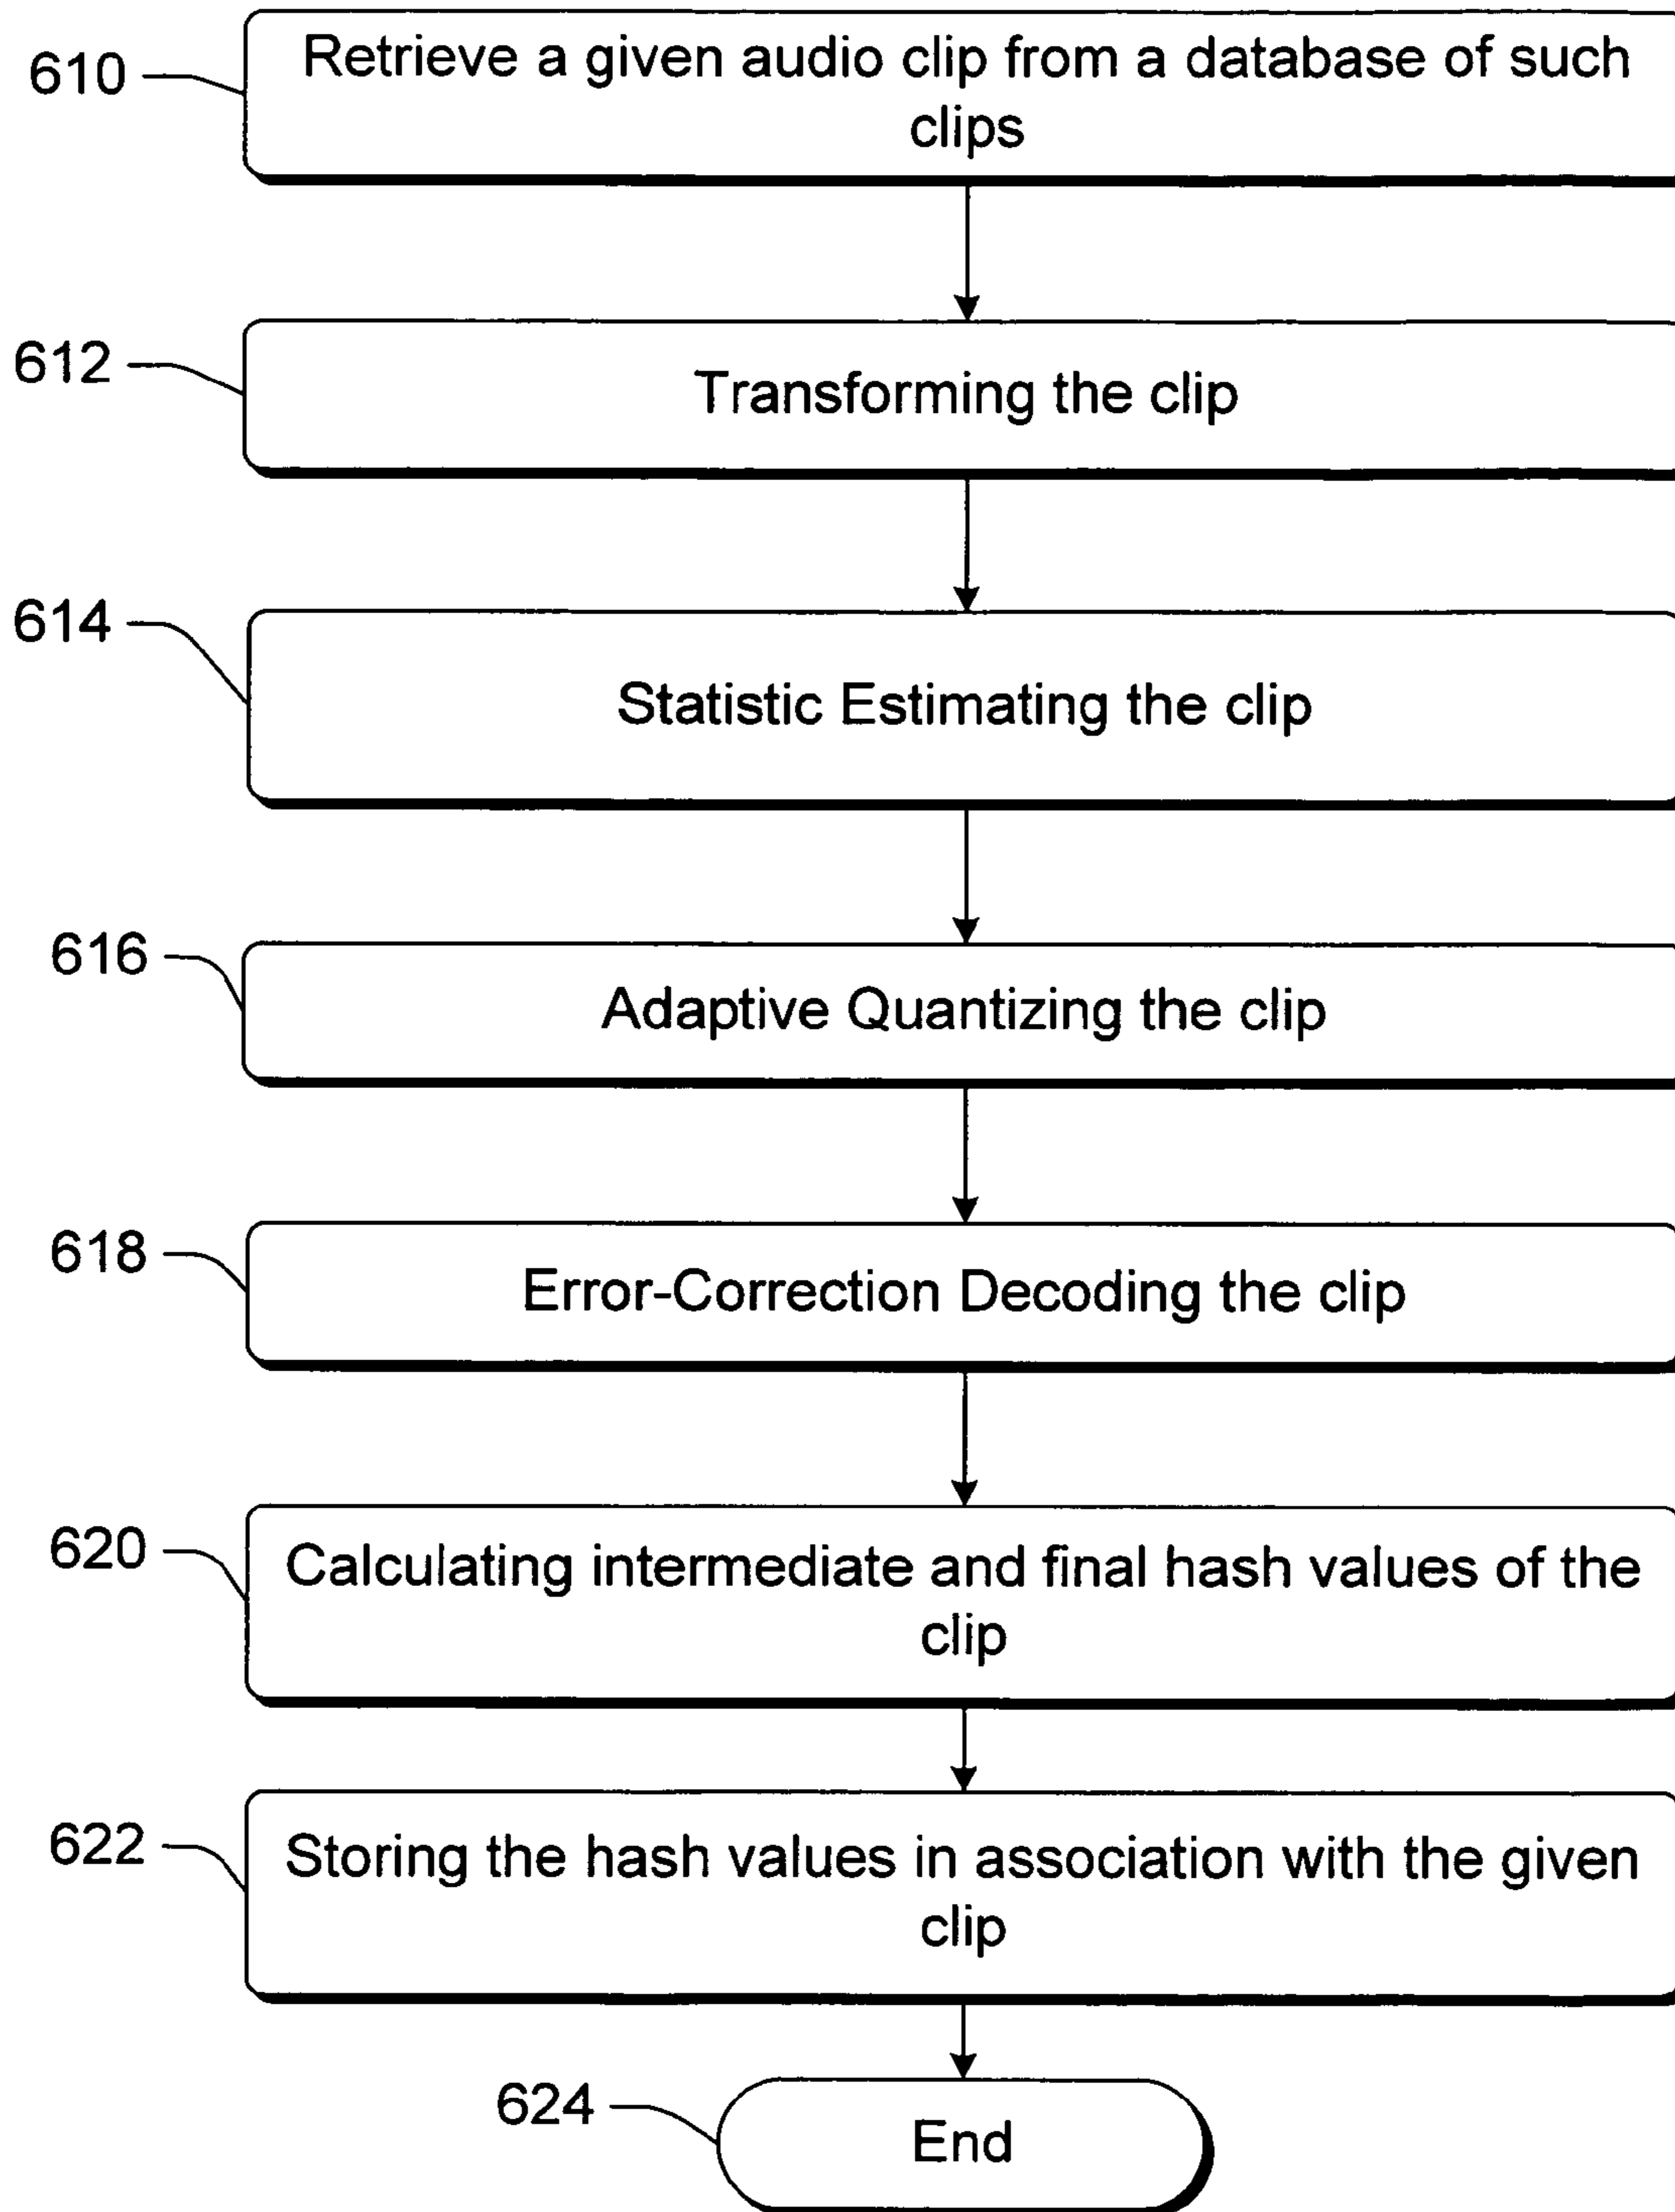 610
Retrieve a given audio clip from a database of such
clips
612
Transforming the clip
614
Statistic Estimating the clip
616
Adaptive Quantizing the clip
618
Error-Correction Decoding the clip
620
Calculating intermediate and final hash values of the
clip
622
Storing the hash values in association with the given
clip
624
End